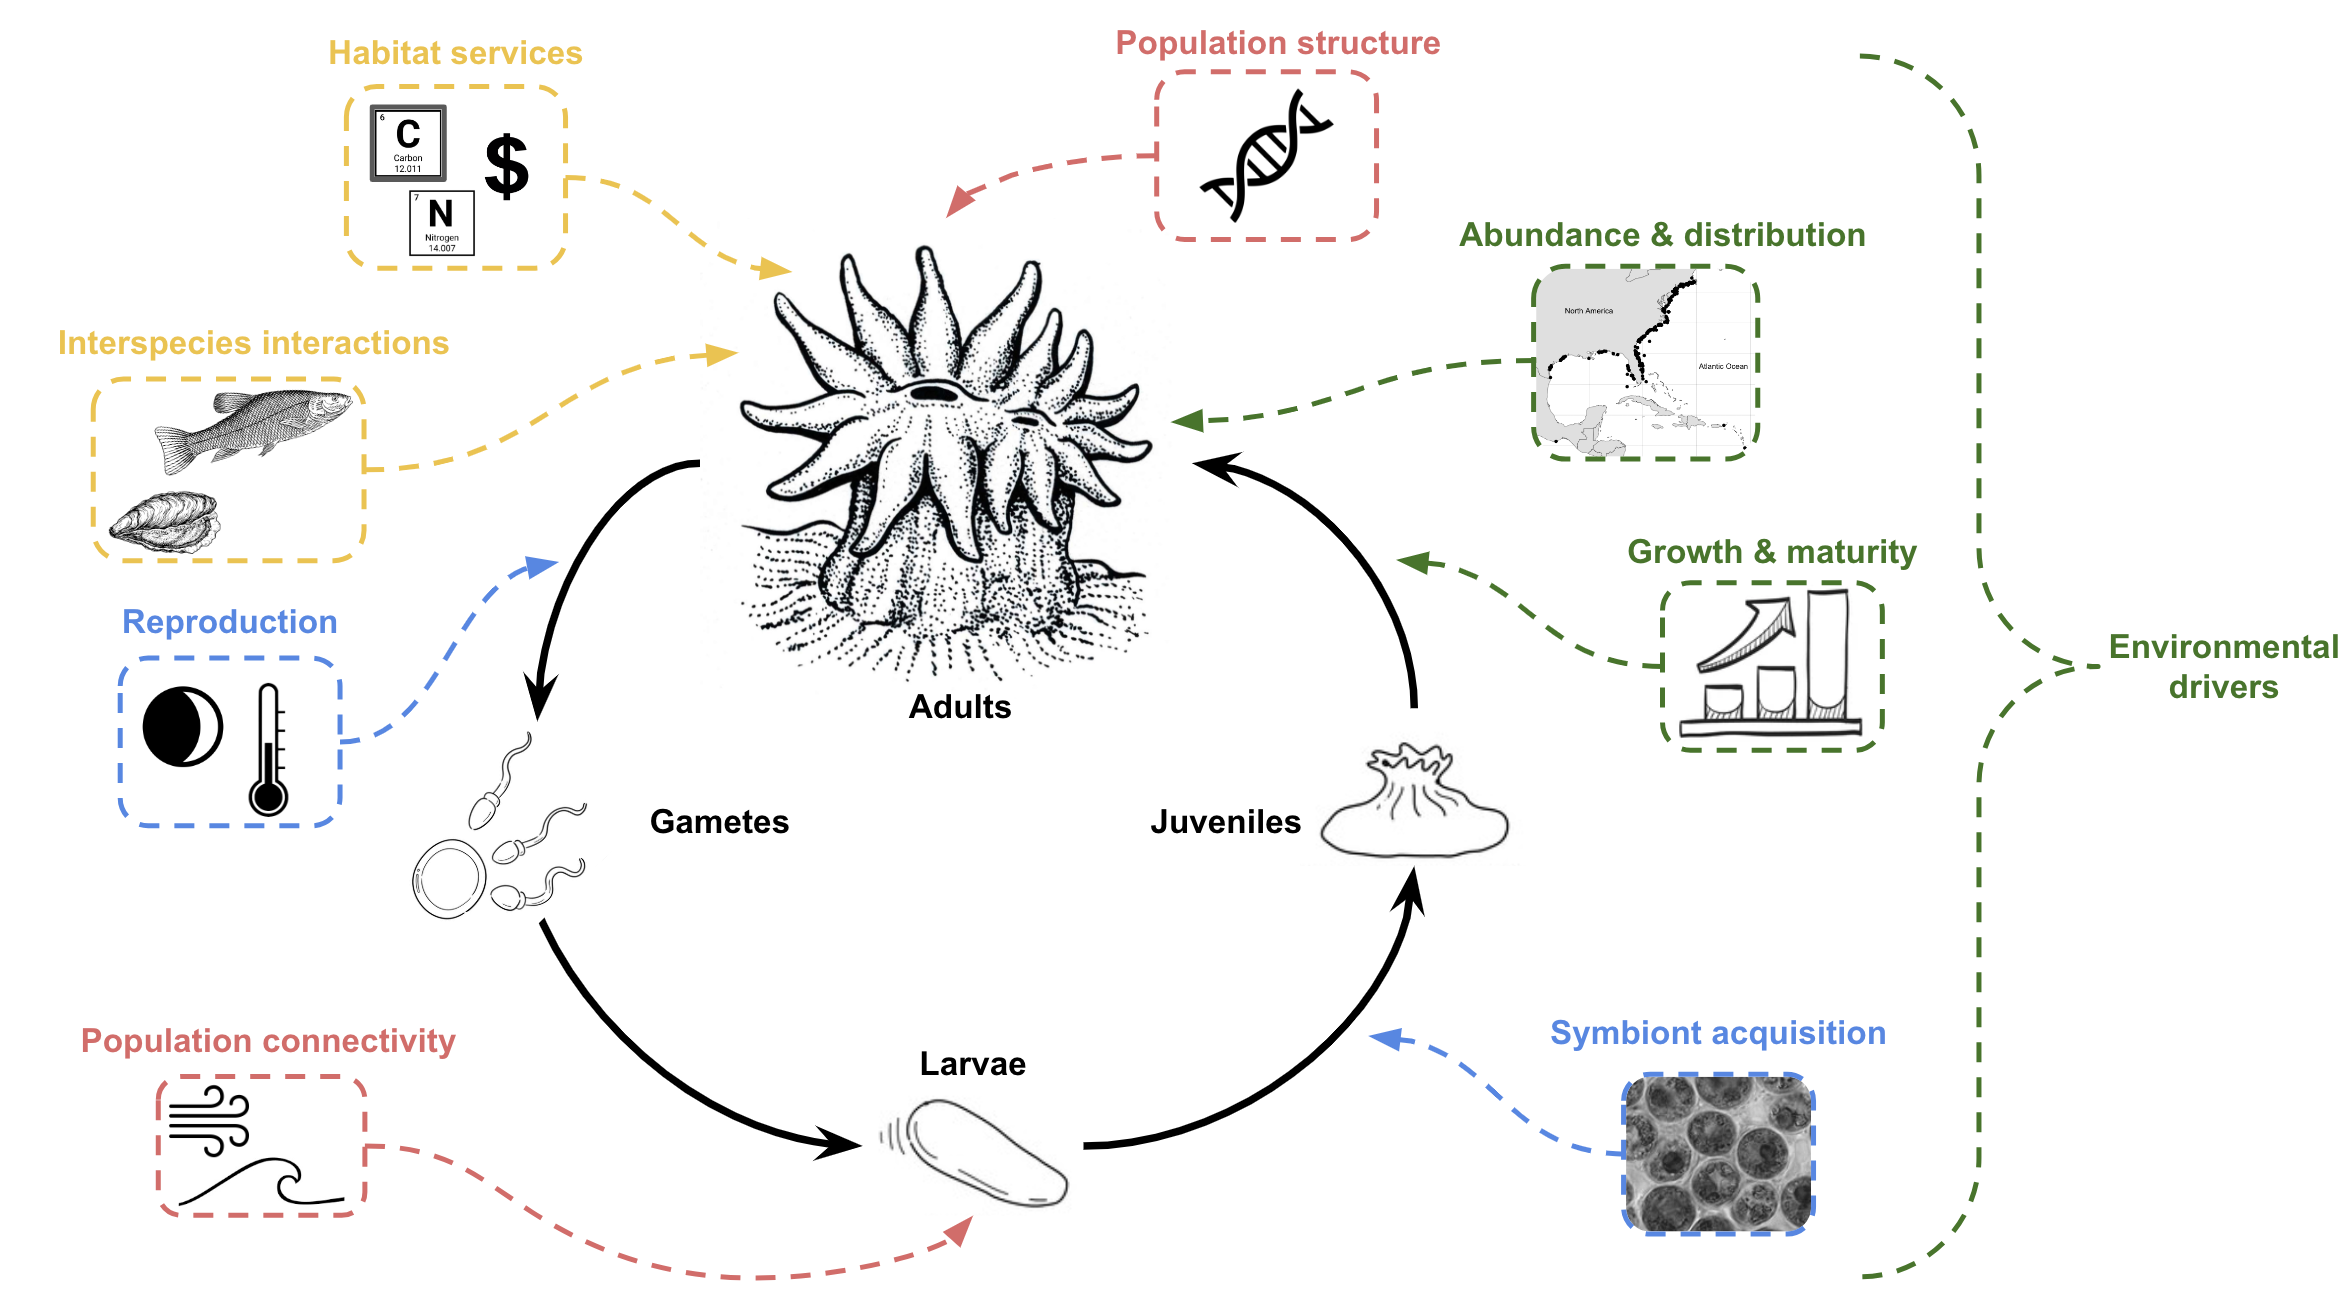 Habitat services
6
C
Carbon
12.011
$
7
N
Nitrogen
14.007
Population structure
Abundance & distribution
North America
Atlantic Ocean
Interspecies interactions
Growth & maturity
Reproduction
Environmental
drivers
Adults
Gametes
Juveniles
Population connectivity
Larvae
Symbiont acquisition